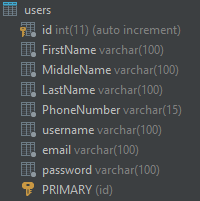 users
id int(11) (auto increment)
FirstName varchar(100)
MiddleName varchar(100)
LastName varchar(100)
PhoneNumber varchar(15)
username varchar(100)
email varchar(100)
password varchar(100)
PRIMARY (id)